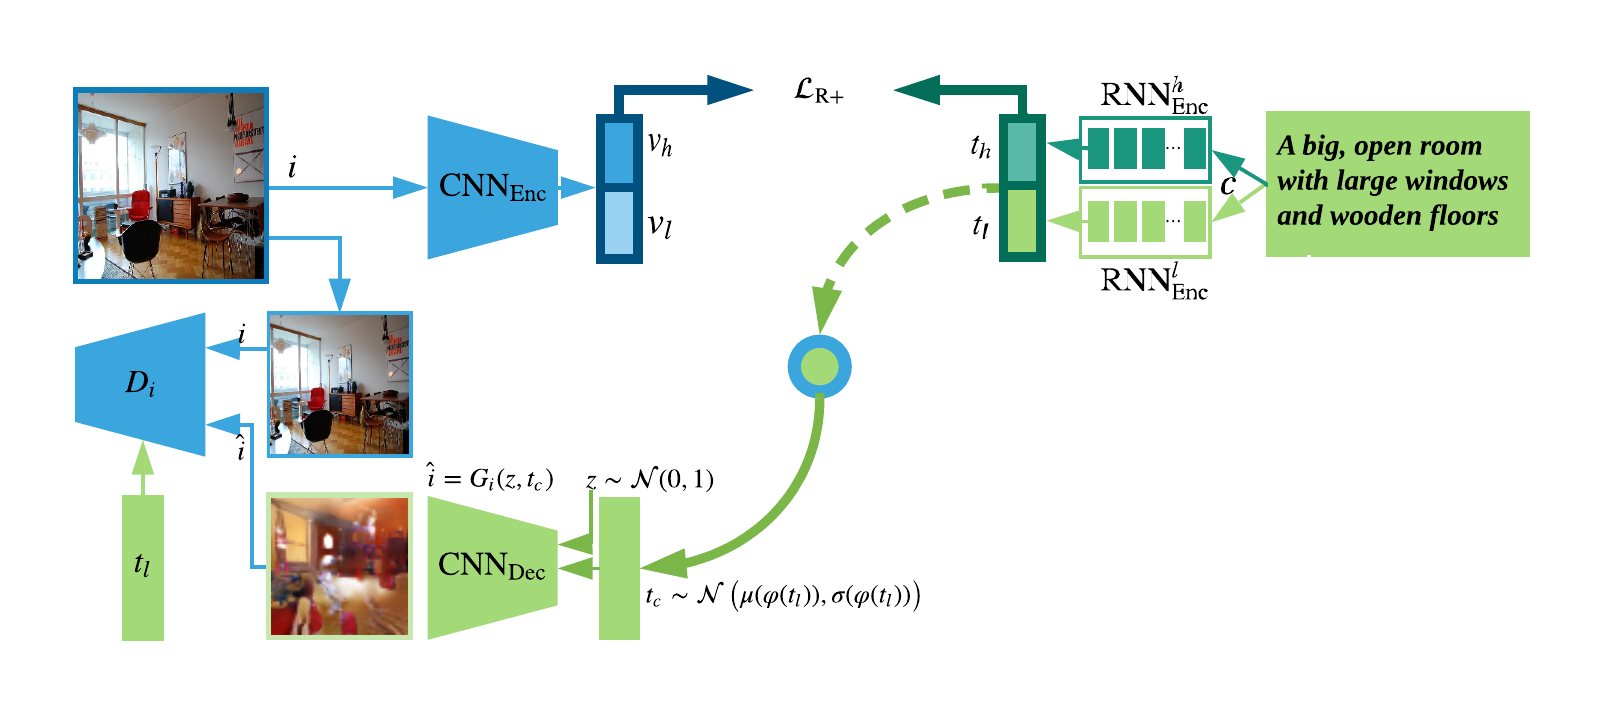 i
CNN_Enc
v_h
v_l
ℒ_R+
t_h
t_l
RNN^h_Enc
...
...
RNN^l_Enc
c
A big, open room
with large windows
and wooden floors
D_i
i
î
t_l
î = G_i(z, t_c)
z ∼ 𝒩(0, 1)
CNN_Dec
t_c ∼ 𝒩 (μ(φ(t_l)), σ(φ(t_l)))